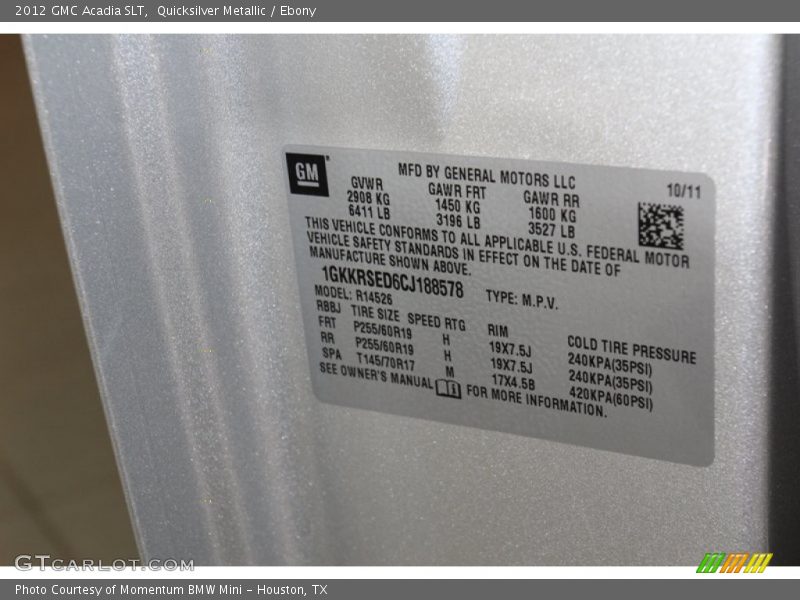 2012 GMC Acadia SLT,  Quicksilver Metallic / Ebony
GM
MFD BY GENERAL MOTORS LLC
10/11
GVWR GAWR FRT GAWR RR
2908 KG 1450 KG 1600 KG
6411 LB 3196 LB 3527 LB
THIS VEHICLE CONFORMS TO ALL APPLICABLE U.S. FEDERAL MOTOR
VEHICLE SAFETY STANDARDS IN EFFECT ON THE DATE OF
MANUFACTURE SHOWN ABOVE.
1GKKRSED6CJ188578 TYPE: M.P.V.
MODEL: R14526
RBBJ TIRE SIZE SPEED RTG RIM COLD TIRE PRESSURE
FRT P255/60R19 H 19X7.5J 240KPA(35PSI)
RR P255/60R19 H 19X7.5J 240KPA(35PSI)
SPA T145/70R17 M 17X4.5B 420KPA(60PSI)
SEE OWNER'S MANUAL FOR MORE INFORMATION.
GTcarlot.com
Photo Courtesy of Momentum BMW Mini - Houston, TX